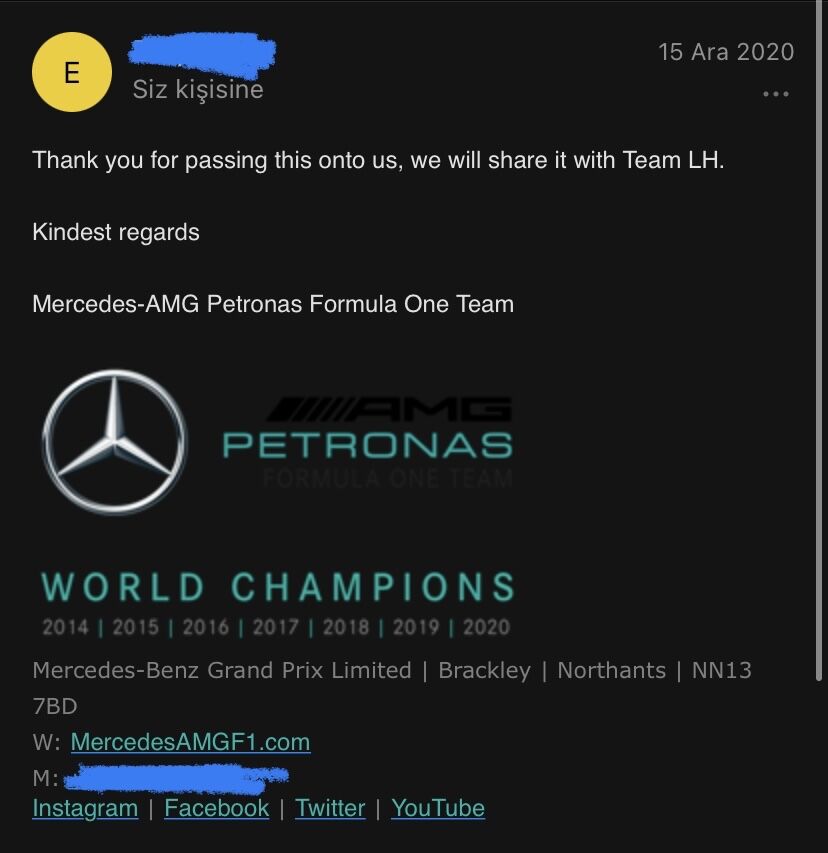 E
15 Ara 2020
Siz kişisine
Thank you for passing this onto us, we will share it with Team LH.
Kindest regards
Mercedes-AMG Petronas Formula One Team
AMG
PETRONAS
FORMULA ONE TEAM
WORLD CHAMPIONS
2014 | 2015 | 2016 | 2017 | 2018 | 2019 | 2020
Mercedes-Benz Grand Prix Limited | Brackley | Northants | NN13
7BD
W: MercedesAMGF1.com
M:
Instagram | Facebook | Twitter | YouTube